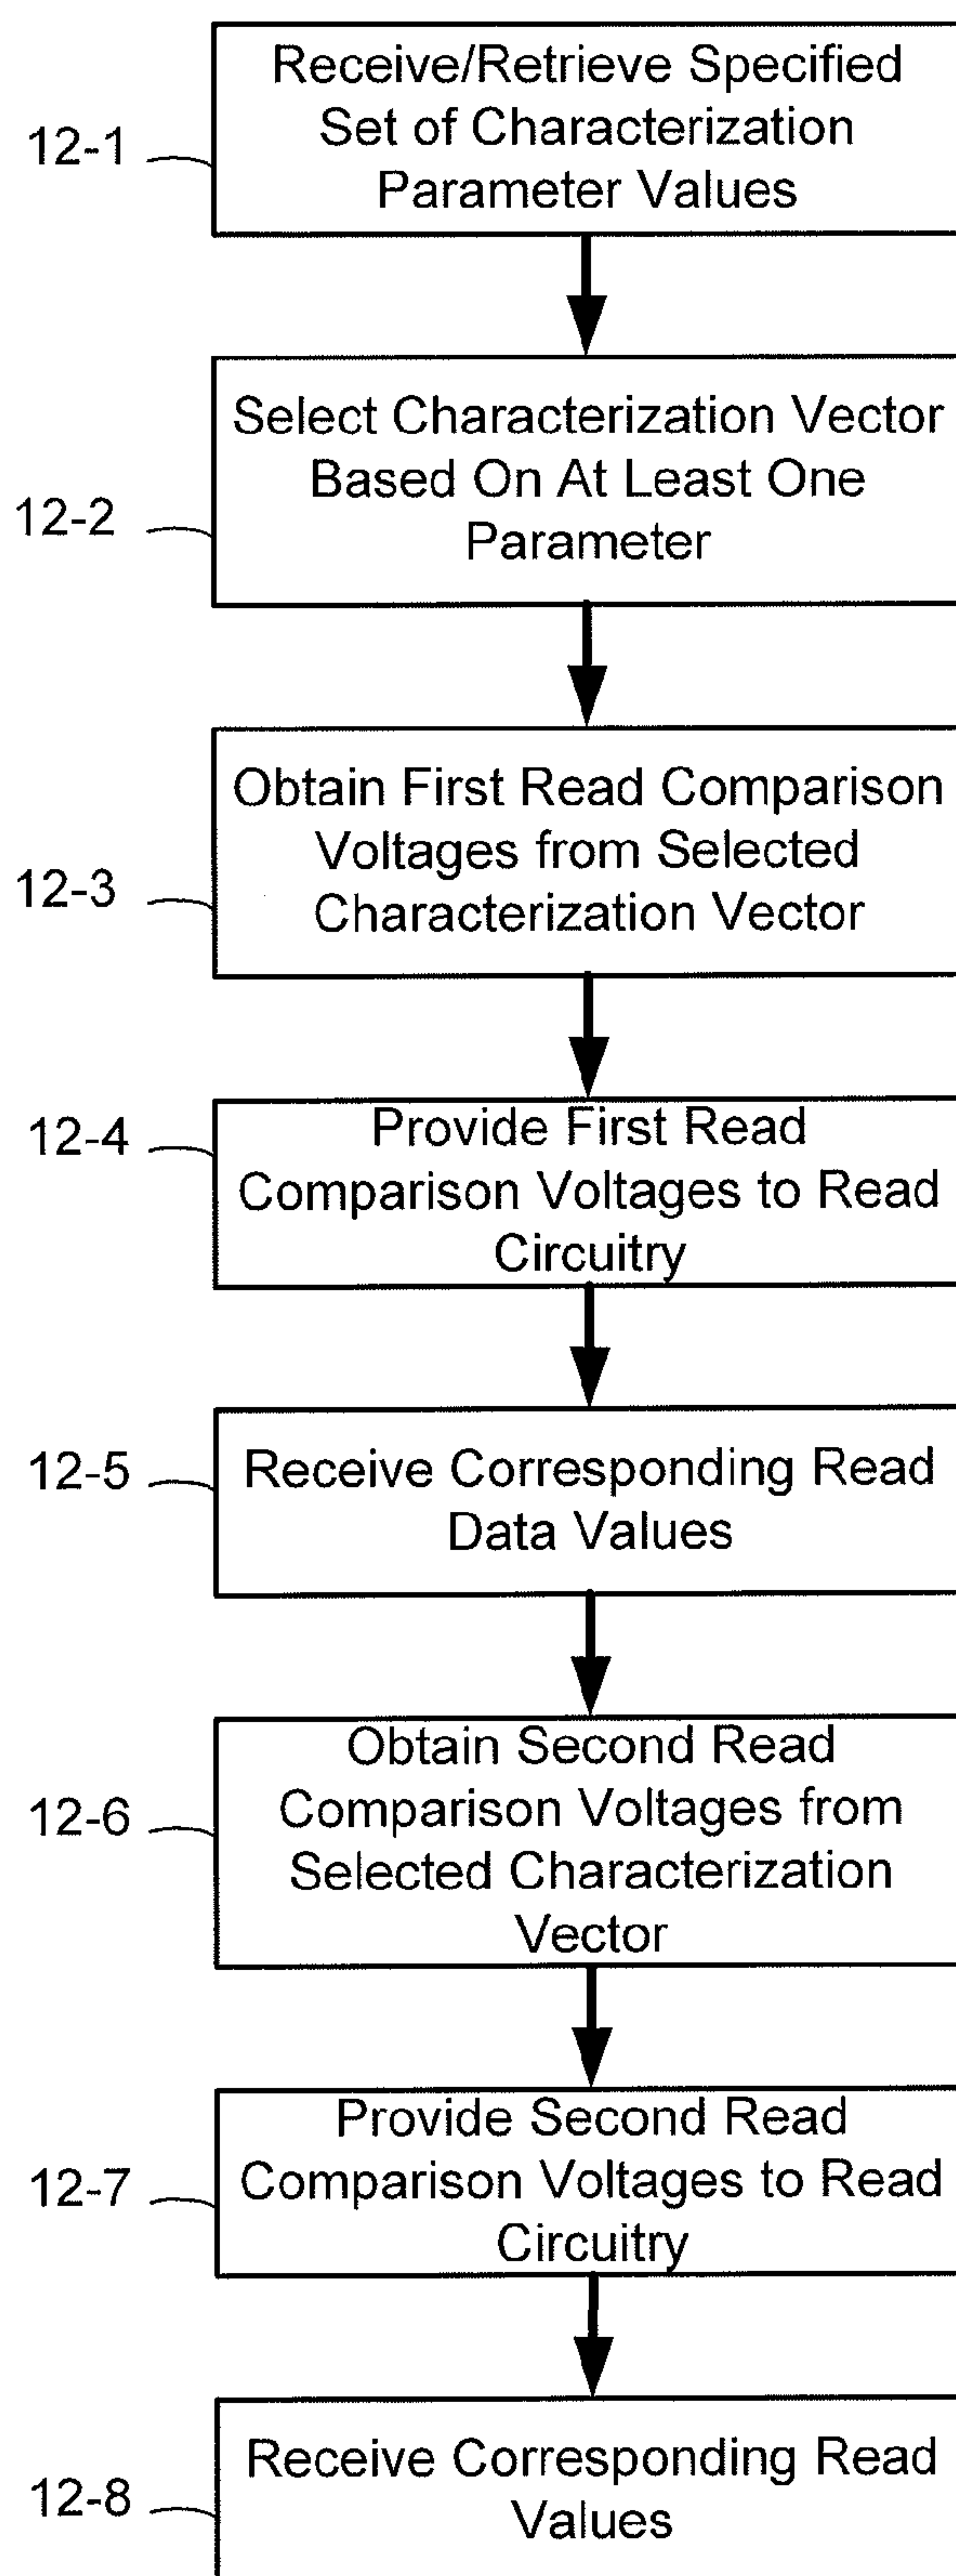 12-1
Receive/Retrieve Specified
Set of Characterization
Parameter Values
12-2
Select Characterization Vector
Based On At Least One
Parameter
12-3
Obtain First Read Comparison
Voltages from Selected
Characterization Vector
12-4
Provide First Read
Comparison Voltages to Read
Circuitry
12-5
Receive Corresponding Read
Data Values
12-6
Obtain Second Read
Comparison Voltages from
Selected Characterization
Vector
12-7
Provide Second Read
Comparison Voltages to Read
Circuitry
12-8
Receive Corresponding Read
Values